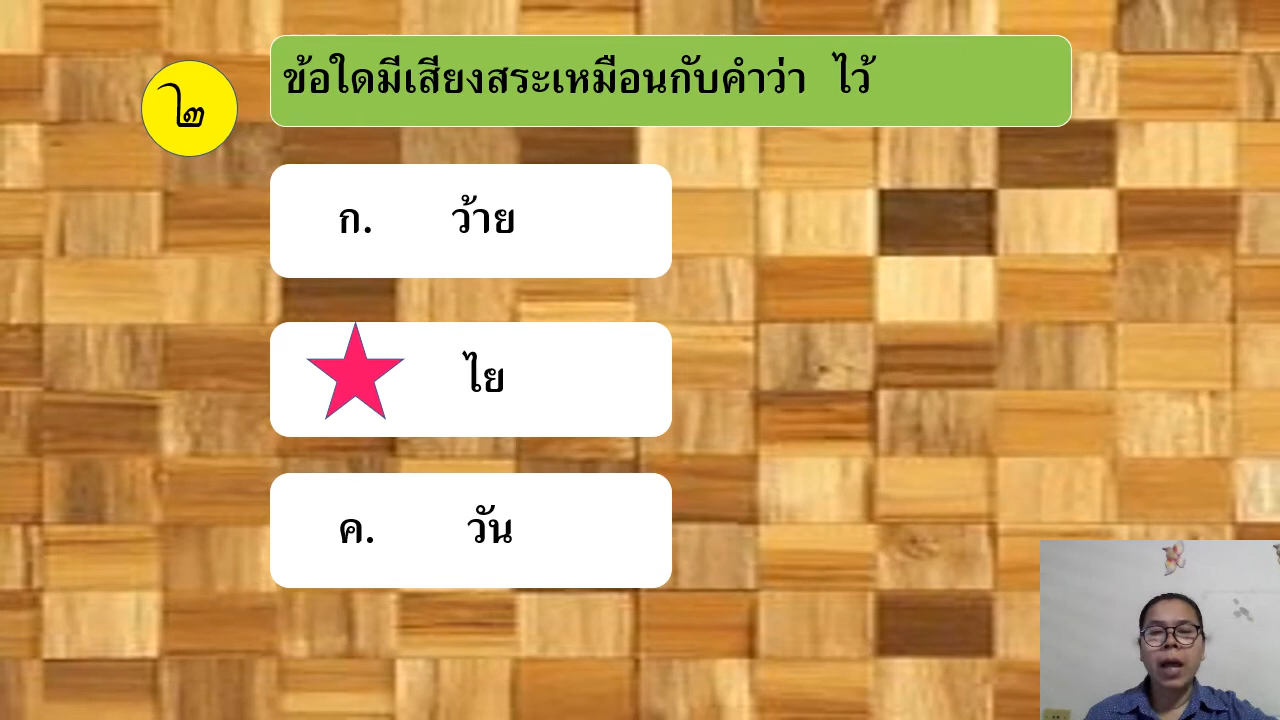 ๒
ข้อใดมีเสียงสระเหมือนกับคำว่า ไว้
ก. ว้าย
ไย
ค. วัน